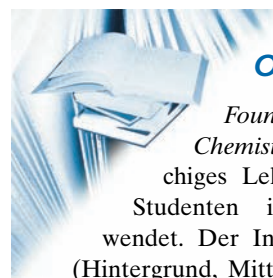 Foun
Chemist
chiges Leh
Studenten i
wendet. Der In
(Hintergrund, Mitt